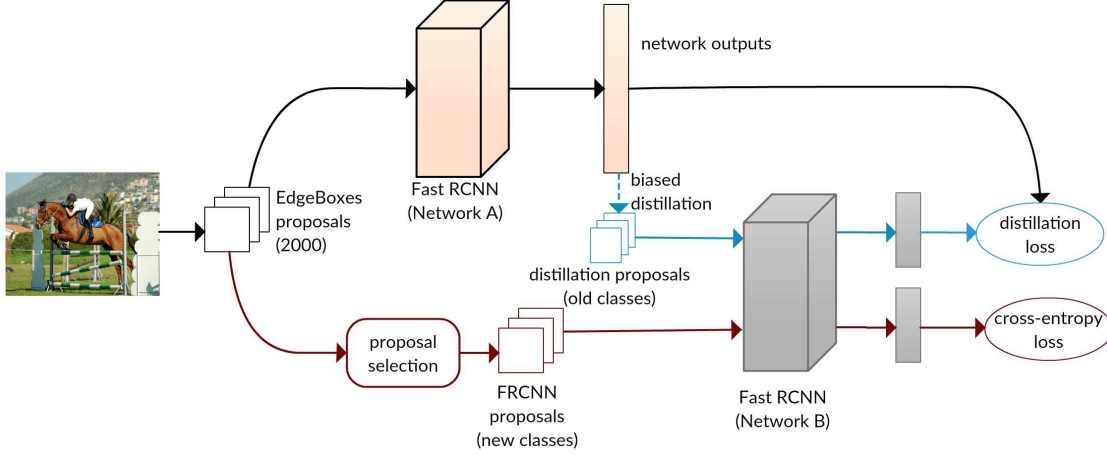 network outputs
Fast RCNN
(Network A)
EdgeBoxes
proposals
(2000)
biased
distillation
distillation proposals
(old classes)
distillation
loss
proposal
selection
FRCNN
proposals
(new classes)
Fast RCNN
(Network B)
cross-entropy
loss